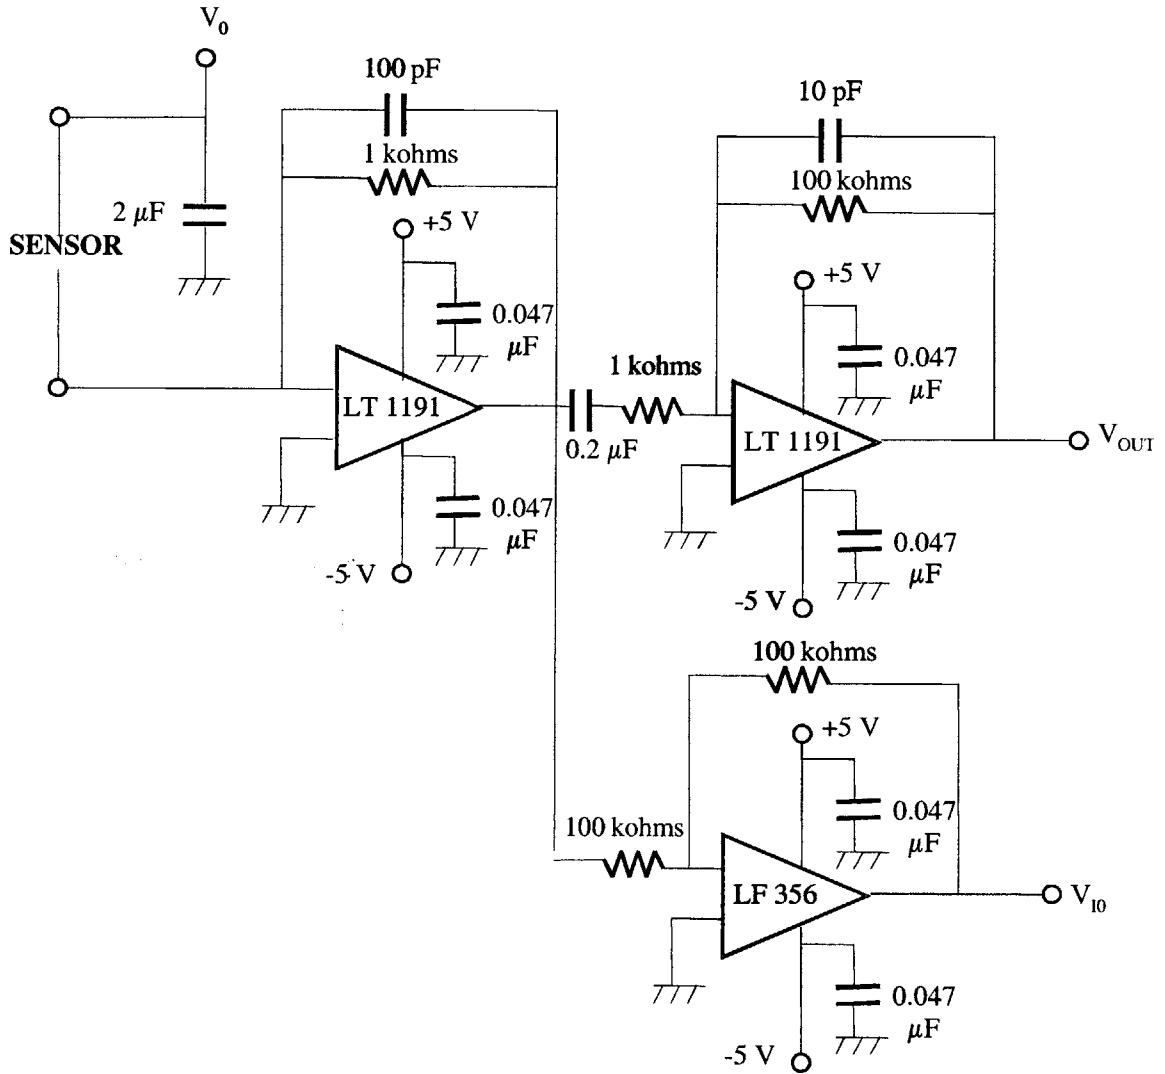 V₀
100 pF
10 pF
1 kohms
100 kohms
2 μF
+5 V
SENSOR
+5 V
0.047
μF
1 kohms
0.047
μF
LT 1191
0.2 μF
LT 1191
V_OUT
0.047
μF
0.047
μF
-5 V
-5 V
100 kohms
+5 V
0.047
μF
100 kohms
LF 356
V_I0
0.047
μF
-5 V